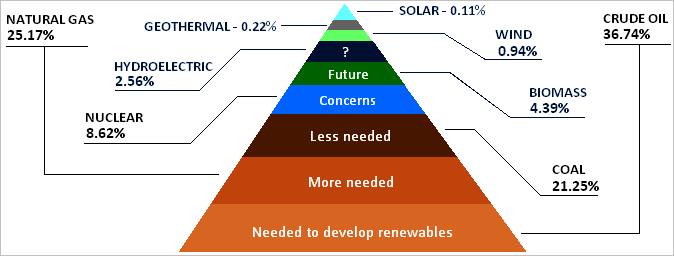 NATURAL GAS
25.17%
GEOTHERMAL - 0.22%
SOLAR - 0.11%
CRUDE OIL
36.74%
WIND
0.94%
HYDROELECTRIC
2.56%
?
Future
BIOMASS
4.39%
NUCLEAR
8.62%
Concerns
Less needed
COAL
21.25%
More needed
Needed to develop renewables